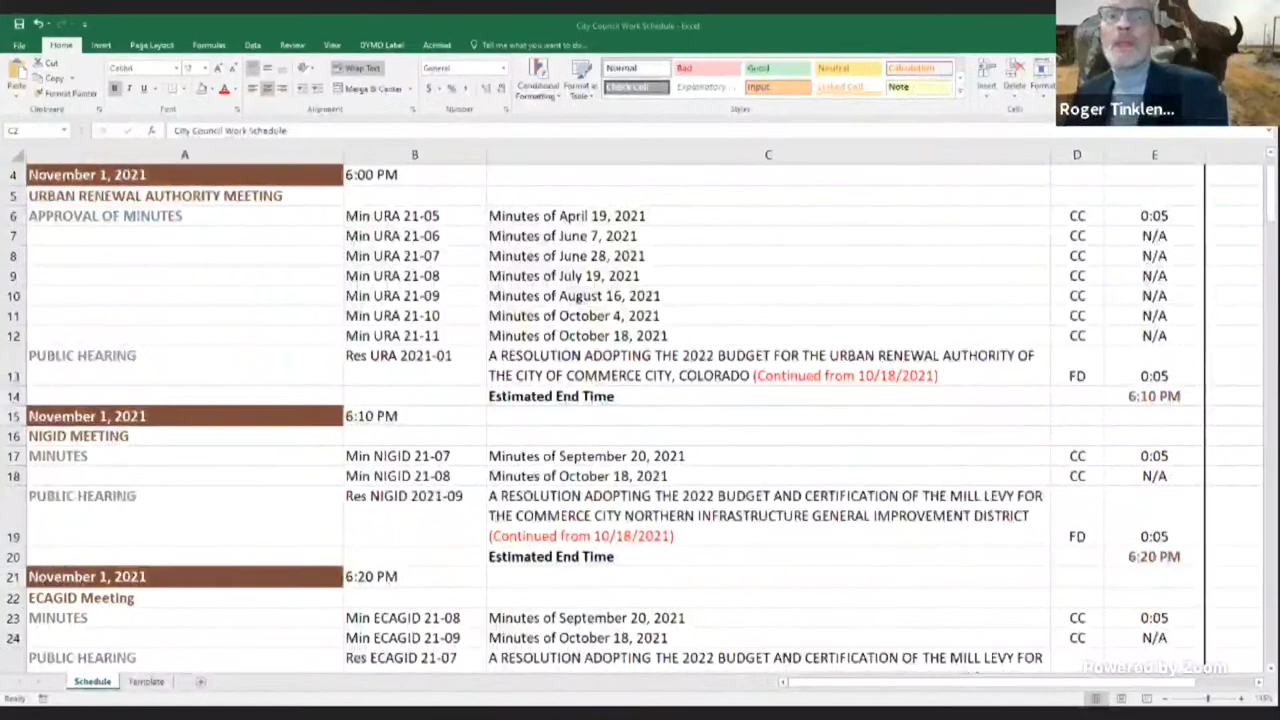 City Council Work Schedule - Excel
File Home Insert Page Layout Formulas Data Review View DYMO Label Acrobat Tell me what you want to do...
Cut
Copy
Format Painter
Paste
Calibri 12
B I U
Wrap Text
Merge & Center
General
Conditional Formatting
Format as Table
Normal Bad Good Neutral Calculation
Check Cell Explanatory... Input Linked Cell Note
Insert Delete Format
Clipboard Font Alignment Number Styles Cells
Roger Tinklen...
C2 fx City Council Work Schedule
A B C D E
4 November 1, 2021 6:00 PM
5 URBAN RENEWAL AUTHORITY MEETING
6 APPROVAL OF MINUTES Min URA 21-05 Minutes of April 19, 2021 CC 0:05
7 Min URA 21-06 Minutes of June 7, 2021 CC N/A
8 Min URA 21-07 Minutes of June 28, 2021 CC N/A
9 Min URA 21-08 Minutes of July 19, 2021 CC N/A
10 Min URA 21-09 Minutes of August 16, 2021 CC N/A
11 Min URA 21-10 Minutes of October 4, 2021 CC N/A
12 Min URA 21-11 Minutes of October 18, 2021 CC N/A
PUBLIC HEARING Res URA 2021-01 A RESOLUTION ADOPTING THE 2022 BUDGET FOR THE URBAN RENEWAL AUTHORITY OF
13 THE CITY OF COMMERCE CITY, COLORADO (Continued from 10/18/2021) FD 0:05
14 Estimated End Time 6:10 PM
15 November 1, 2021 6:10 PM
16 NIGID MEETING
17 MINUTES Min NIGID 21-07 Minutes of September 20, 2021 CC 0:05
18 Min NIGID 21-08 Minutes of October 18, 2021 CC N/A
PUBLIC HEARING Res NIGID 2021-09 A RESOLUTION ADOPTING THE 2022 BUDGET AND CERTIFICATION OF THE MILL LEVY FOR
THE COMMERCE CITY NORTHERN INFRASTRUCTURE GENERAL IMPROVEMENT DISTRICT
19 (Continued from 10/18/2021) FD 0:05
20 Estimated End Time 6:20 PM
21 November 1, 2021 6:20 PM
22 ECAGID Meeting
23 MINUTES Min ECAGID 21-08 Minutes of September 20, 2021 CC 0:05
24 Min ECAGID 21-09 Minutes of October 18, 2021 CC N/A
PUBLIC HEARING Res ECAGID 21-07 A RESOLUTION ADOPTING THE 2022 BUDGET AND CERTIFICATION OF THE MILL LEVY FOR
Powered by Zoom
Schedule Template
Ready